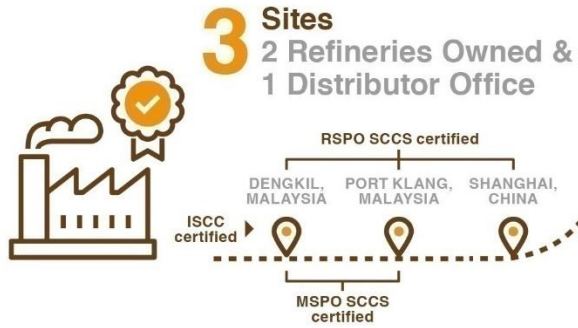 3 Sites
2 Refineries Owned &
1 Distributor Office
RSPO SCCS certified
DENGKIL,
MALAYSIA
PORT KLANG,
MALAYSIA
SHANGHAI,
CHINA
ISCC
certified
MSPO SCCS
certified